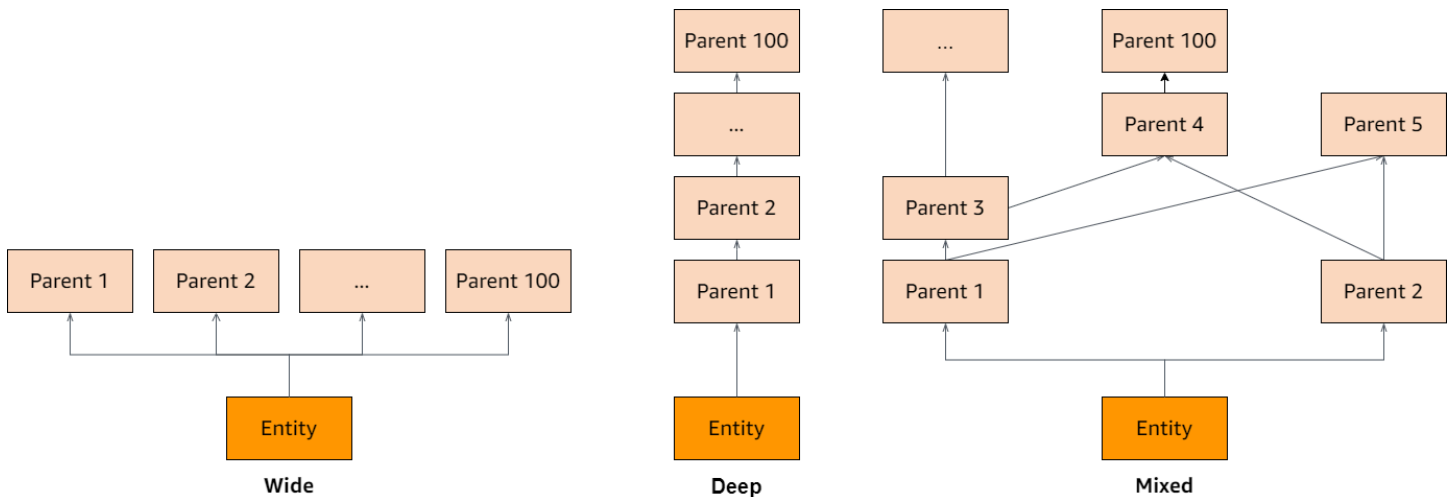 Parent 1
Parent 2
...
Parent 100
Entity
Wide
Parent 100
...
Parent 2
Parent 1
Entity
Deep
...
Parent 100
Parent 4
Parent 5
Parent 3
Parent 1
Parent 2
Entity
Mixed